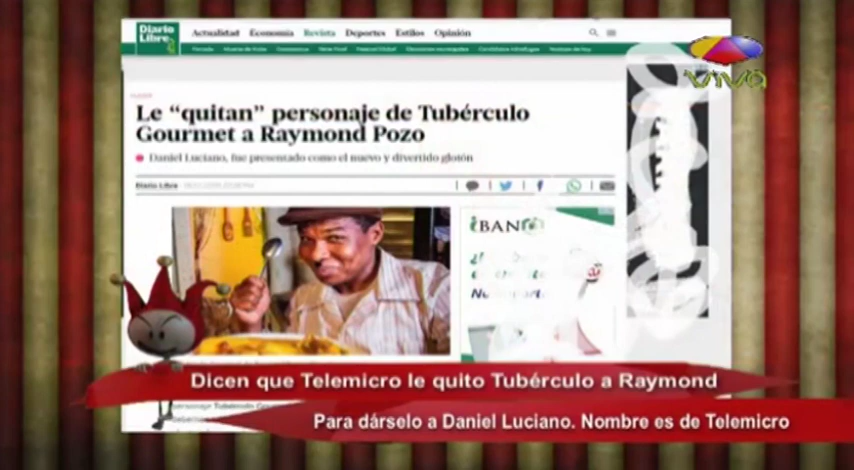 Diario Libre
Actualidad Economía Revista Deportes Estilos Opinión
VIVA
Le “quitan” personaje de Tubérculo
Gourmet a Raymond Pozo
Daniel Luciano, fue presentado como el nuevo y divertido glotón
Diario Libre
BAN
Dicen que Telemicro le quito Tubérculo a Raymond
Para dárselo a Daniel Luciano. Nombre es de Telemicro